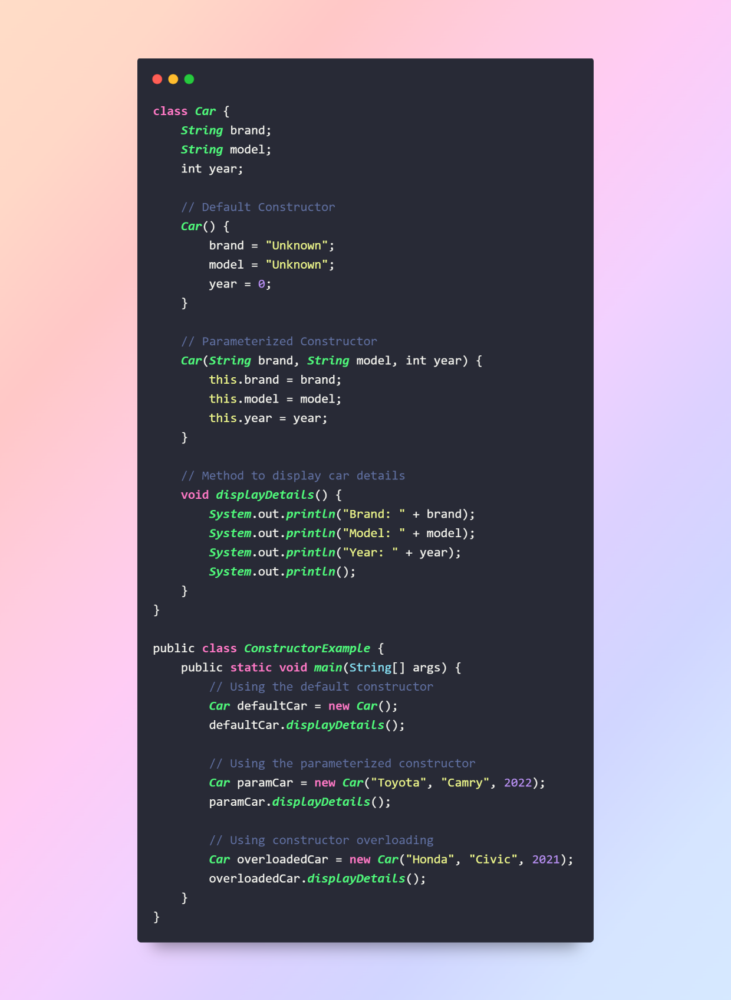 class Car {
    String brand;
    String model;
    int year;

    // Default Constructor
    Car() {
        brand = "Unknown";
        model = "Unknown";
        year = 0;
    }

    // Parameterized Constructor
    Car(String brand, String model, int year) {
        this.brand = brand;
        this.model = model;
        this.year = year;
    }

    // Method to display car details
    void displayDetails() {
        System.out.println("Brand: " + brand);
        System.out.println("Model: " + model);
        System.out.println("Year: " + year);
        System.out.println();
    }
}

public class ConstructorExample {
    public static void main(String[] args) {
        // Using the default constructor
        Car defaultCar = new Car();
        defaultCar.displayDetails();

        // Using the parameterized constructor
        Car paramCar = new Car("Toyota", "Camry", 2022);
        paramCar.displayDetails();

        // Using constructor overloading
        Car overloadedCar = new Car("Honda", "Civic", 2021);
        overloadedCar.displayDetails();
    }
}